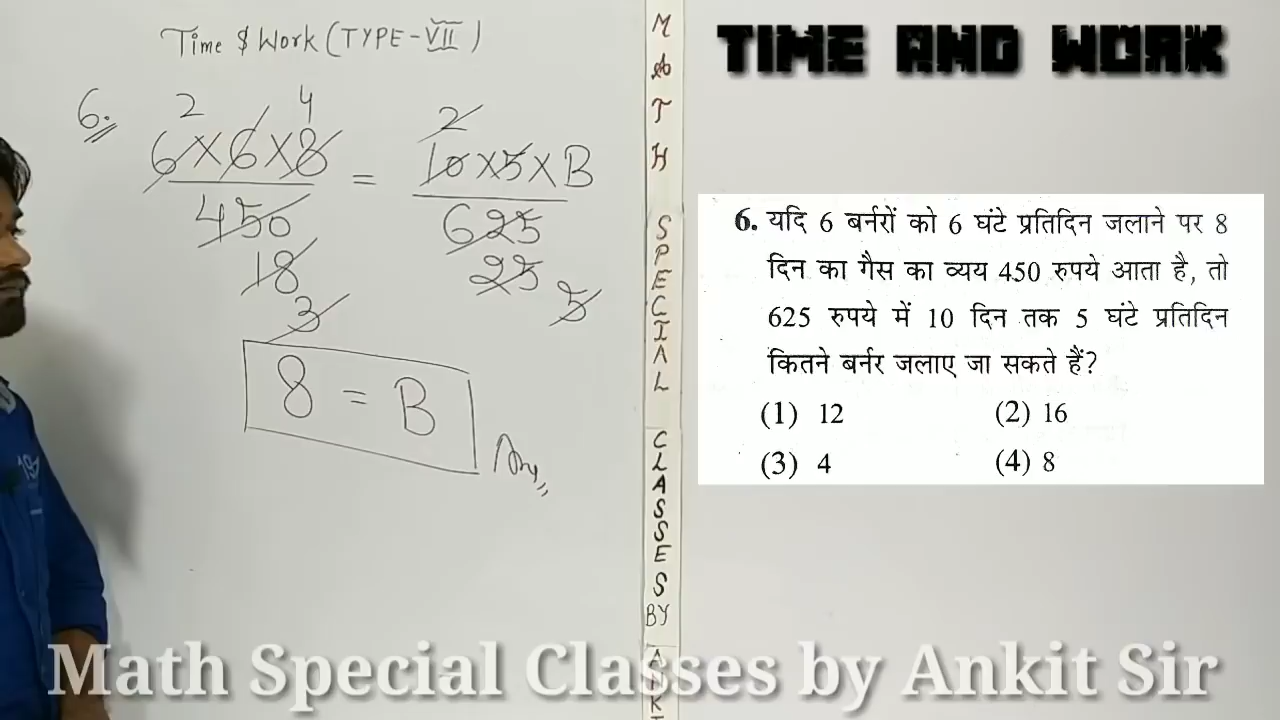 Time & Work (TYPE-VII)
6.
2 4
6×6×8 = 10×5×B
2
450
625
18
25
5
3
8 = B
Ans
MATH SPECIAL CLASSES BY ANKIT
TIME AND WORK
6. यदि 6 बर्नरों को 6 घंटे प्रतिदिन जलाने पर 8
दिन का गैस का व्यय 450 रुपये आता है, तो
625 रुपये में 10 दिन तक 5 घंटे प्रतिदिन
कितने बर्नर जलाए जा सकते हैं?
(1) 12 (2) 16
(3) 4 (4) 8
Math Special Classes by Ankit Sir